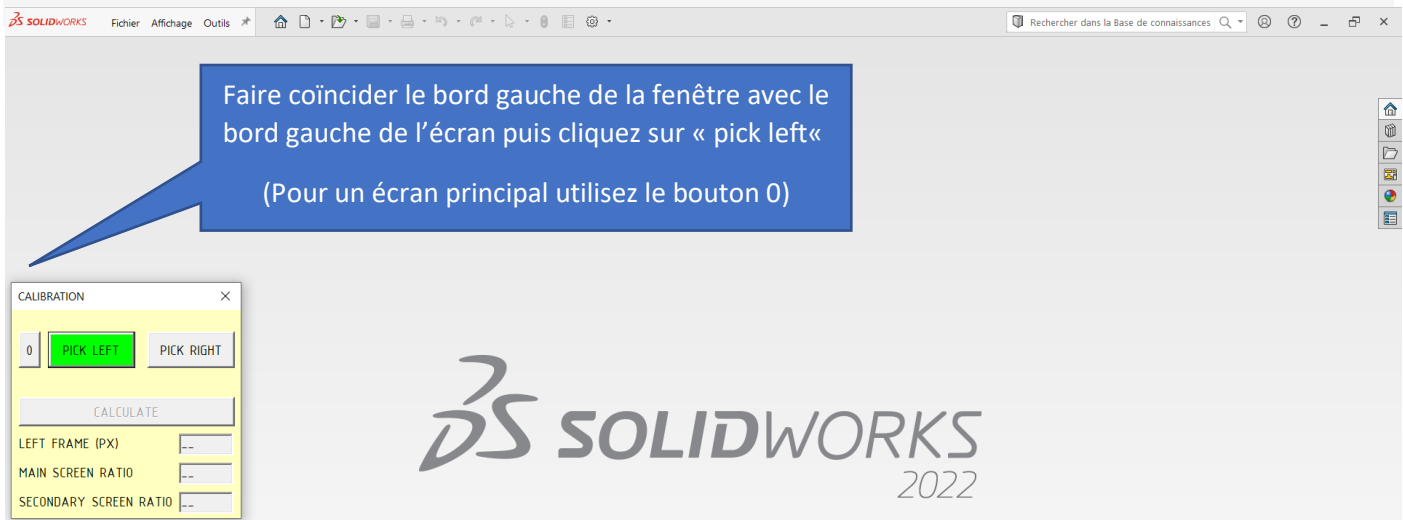 3S SOLIDWORKS Fichier Affichage Outils Rechercher dans la Base de connaissances
Faire coïncider le bord gauche de la fenêtre avec le
bord gauche de l’écran puis cliquez sur « pick left«
(Pour un écran principal utilisez le bouton 0)
CALIBRATION
0 PICK LEFT PICK RIGHT
CALCULATE
LEFT FRAME (PX) --
MAIN SCREEN RATIO --
SECONDARY SCREEN RATIO --
3S SOLIDWORKS
2022